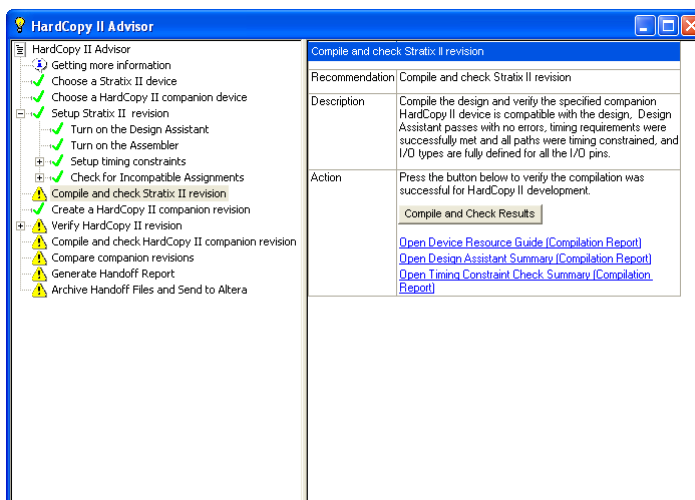 HardCopy II Advisor
HardCopy II Advisor
Getting more information
Choose a Stratix II device
Choose a HardCopy II companion device
Setup Stratix II revision
Turn on the Design Assistant
Turn on the Assembler
Setup timing constraints
Check for Incompatible Assignments
Compile and check Stratix II revision
Create a HardCopy II companion revision
Verify HardCopy II revision
Compile and check HardCopy II companion revision
Compare companion revisions
Generate Handoff Report
Archive Handoff Files and Send to Altera
Compile and check Stratix II revision
Recommendation Compile and check Stratix II revision
Description Compile the design and verify the specified companion
HardCopy II device is compatible with the design, Design
Assistant passes with no errors, timing requirements were
successfully met and all paths were timing constrained, and
I/O types are fully defined for all the I/O pins.
Action Press the button below to verify the compilation was
successful for HardCopy II development.
Compile and Check Results
Open Device Resource Guide (Compilation Report)
Open Design Assistant Summary (Compilation Report)
Open Timing Constraint Check Summary (Compilation
Report)